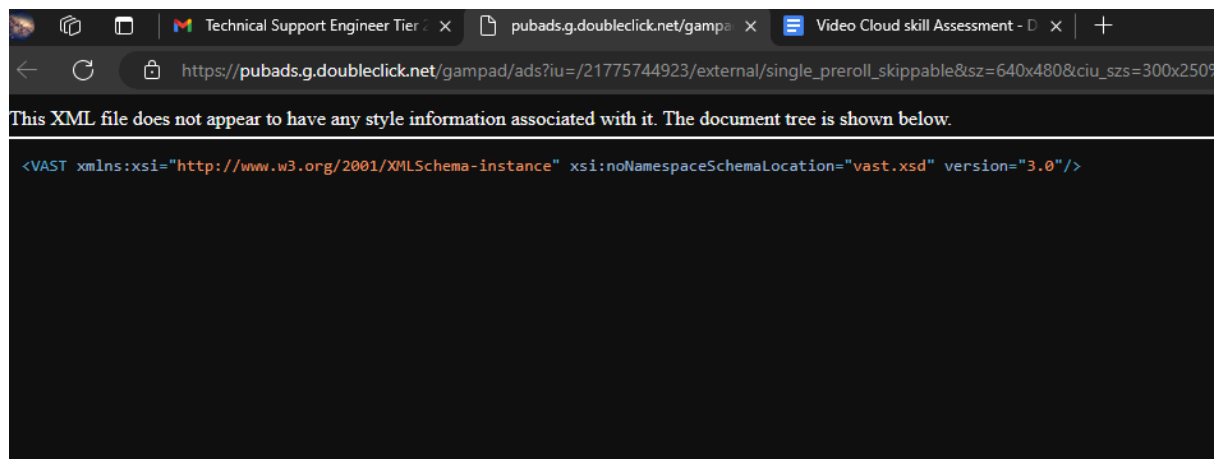 Technical Support Engineer Tier 2
pubads.g.doubleclick.net/gampa
Video Cloud skill Assessment - D
https://pubads.g.doubleclick.net/gampad/ads?iu=/21775744923/external/single_preroll_skippable&sz=640x480&ciu_szs=300x250%
This XML file does not appear to have any style information associated with it. The document tree is shown below.
<VAST xmlns:xsi="http://www.w3.org/2001/XMLSchema-instance" xsi:noNamespaceSchemaLocation="vast.xsd" version="3.0"/>